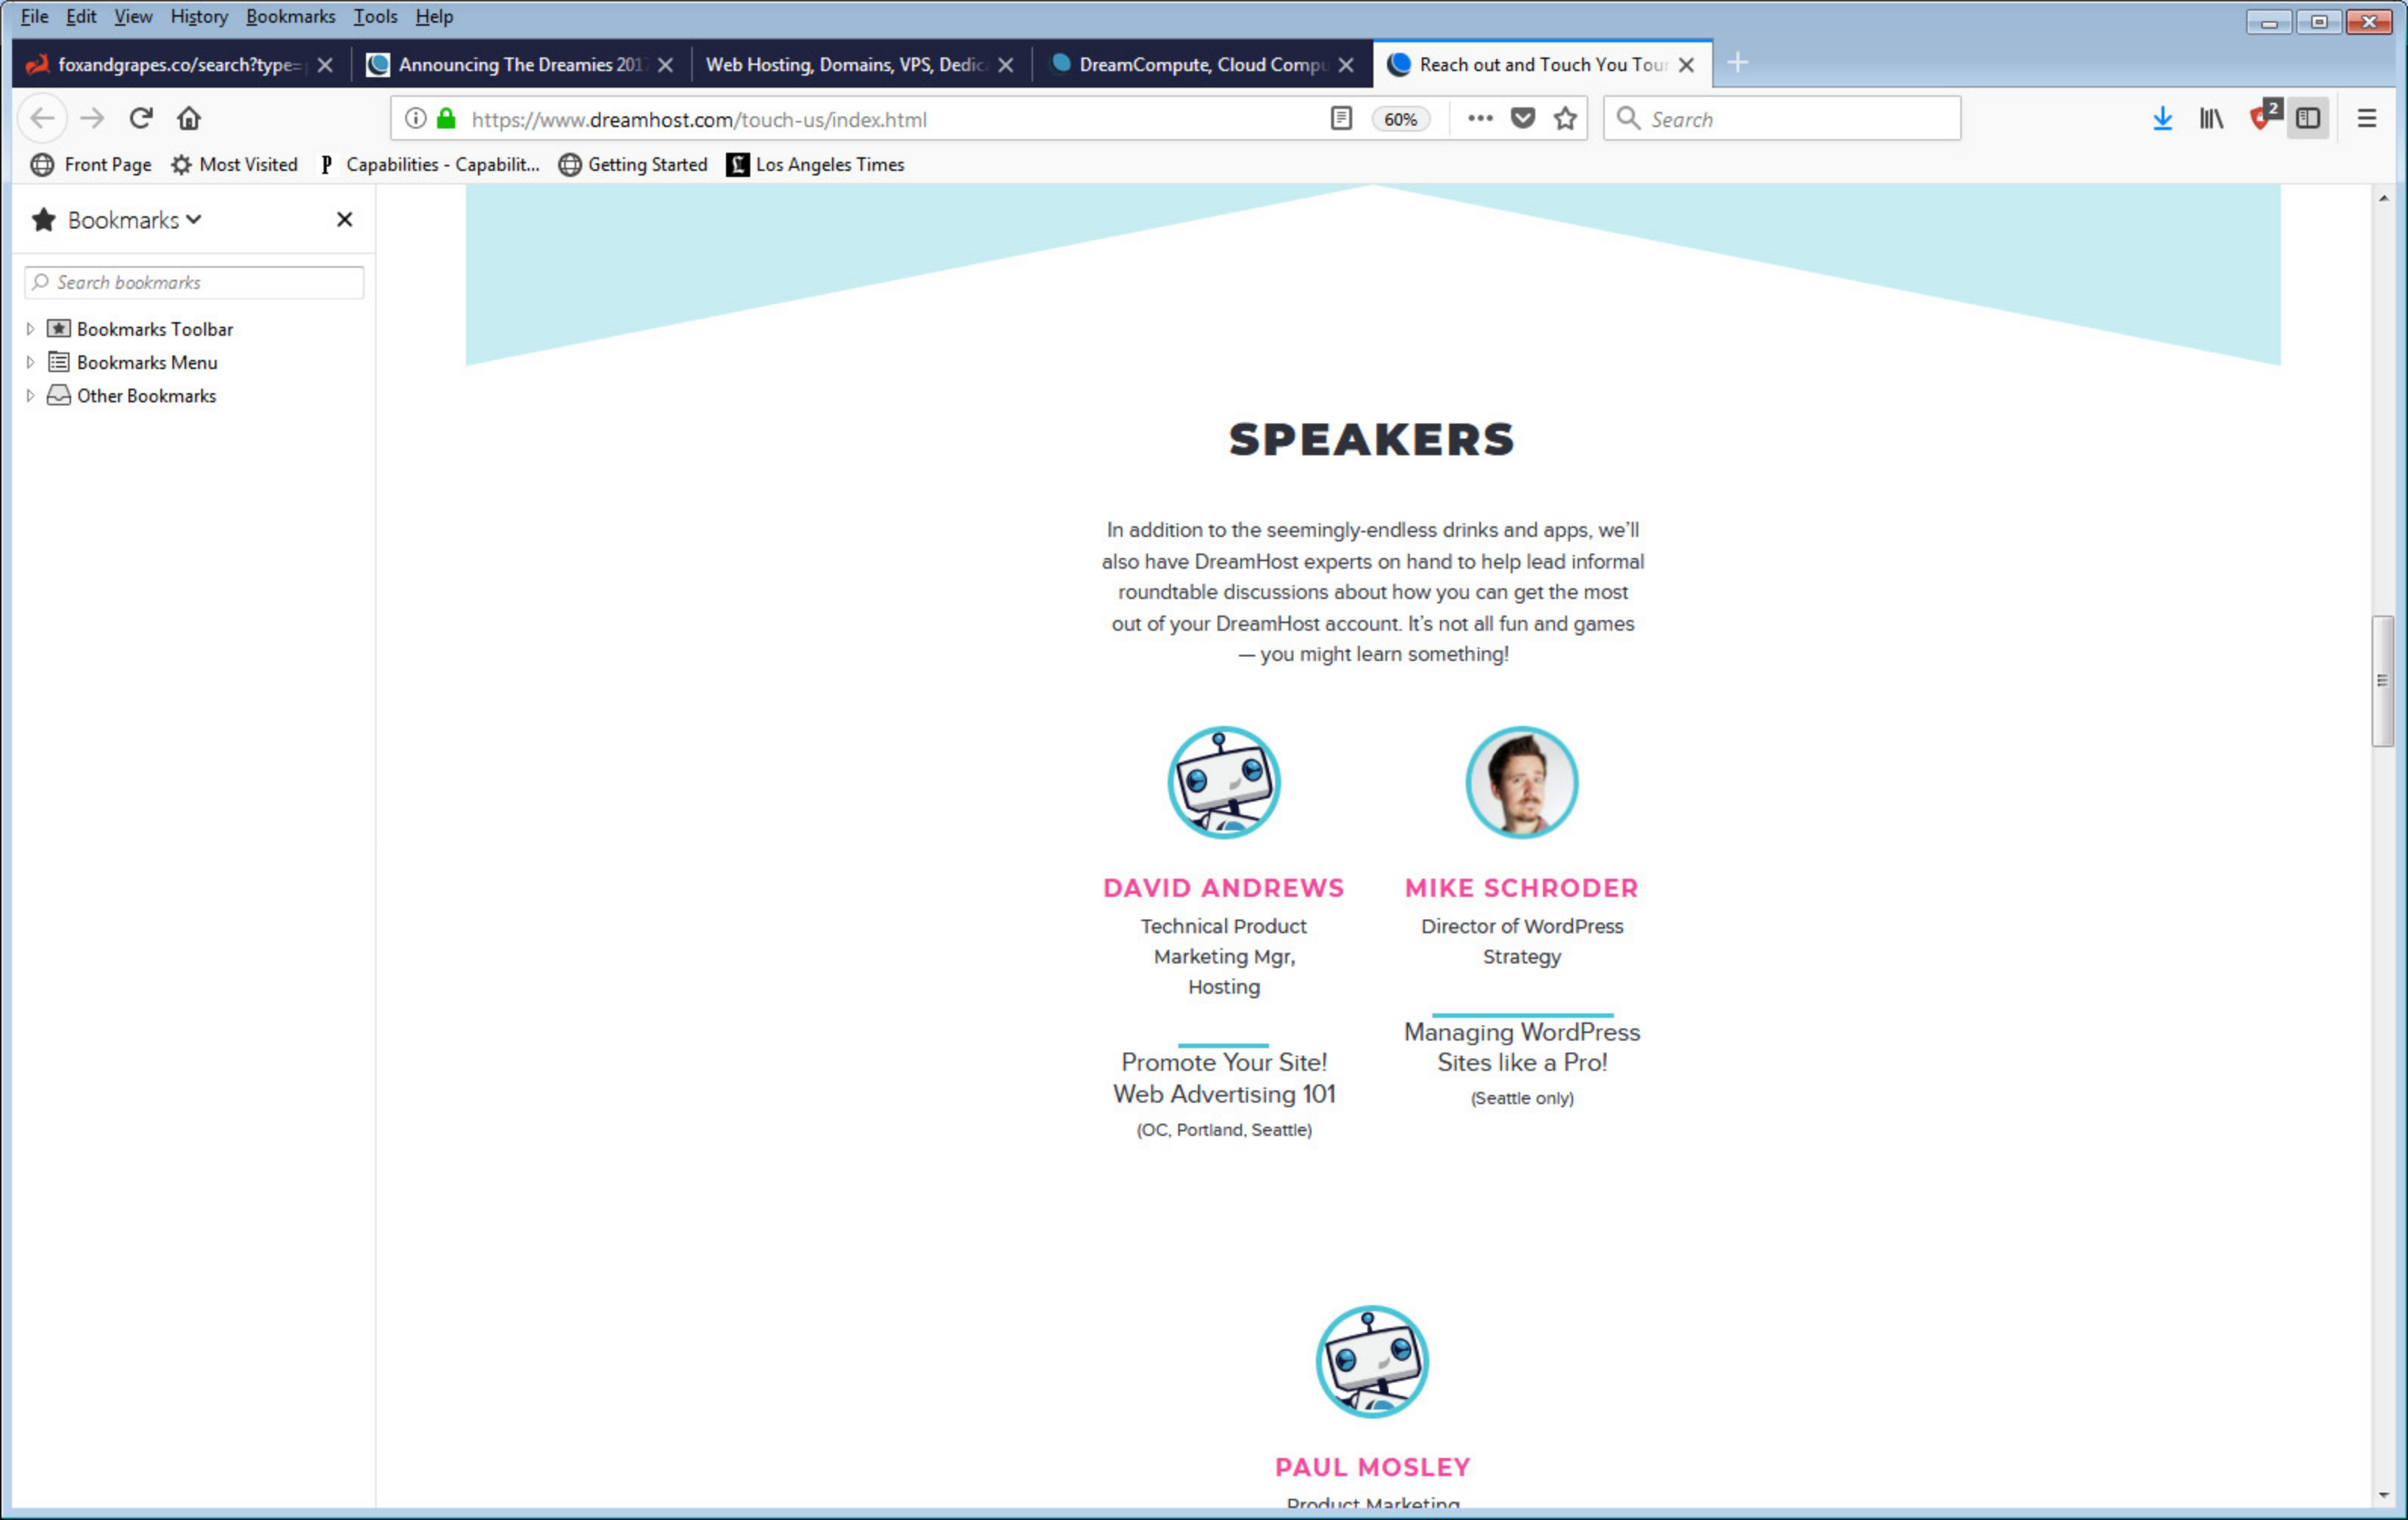 File Edit View History Bookmarks Tools Help
foxandgrapes.co/search?type=
Announcing The Dreamies 2017
Web Hosting, Domains, VPS, Dedic
DreamCompute, Cloud Compu
Reach out and Touch You Tour
https://www.dreamhost.com/touch-us/index.html
60%
Search
2
Front Page
Most Visited
Capabilities - Capabilit...
Getting Started
Los Angeles Times
Bookmarks
Search bookmarks
Bookmarks Toolbar
Bookmarks Menu
Other Bookmarks
SPEAKERS
In addition to the seemingly-endless drinks and apps, we'll
also have DreamHost experts on hand to help lead informal
roundtable discussions about how you can get the most
out of your DreamHost account. It's not all fun and games
— you might learn something!
DAVID ANDREWS
Technical Product
Marketing Mgr,
Hosting
Promote Your Site!
Web Advertising 101
(OC, Portland, Seattle)
MIKE SCHRODER
Director of WordPress
Strategy
Managing WordPress
Sites like a Pro!
(Seattle only)
PAUL MOSLEY
Product Marketing